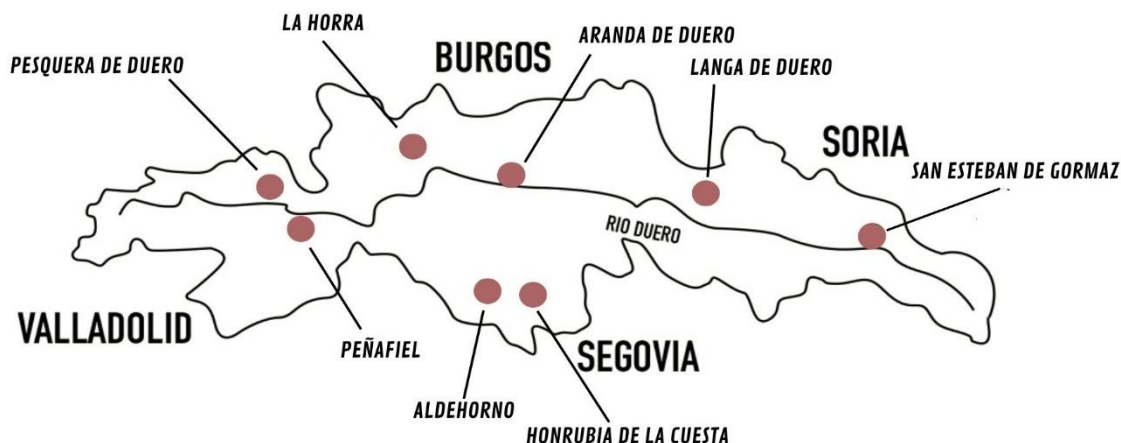 LA HORRA
BURGOS
ARANDA DE DUERO
PESQUERA DE DUERO
LANGA DE DUERO
SORIA
SAN ESTEBAN DE GORMAZ
RIO DUERO
VALLADOLID
PEÑAFIEL
SEGOVIA
ALDEHORNO
HONRUBIA DE LA CUESTA